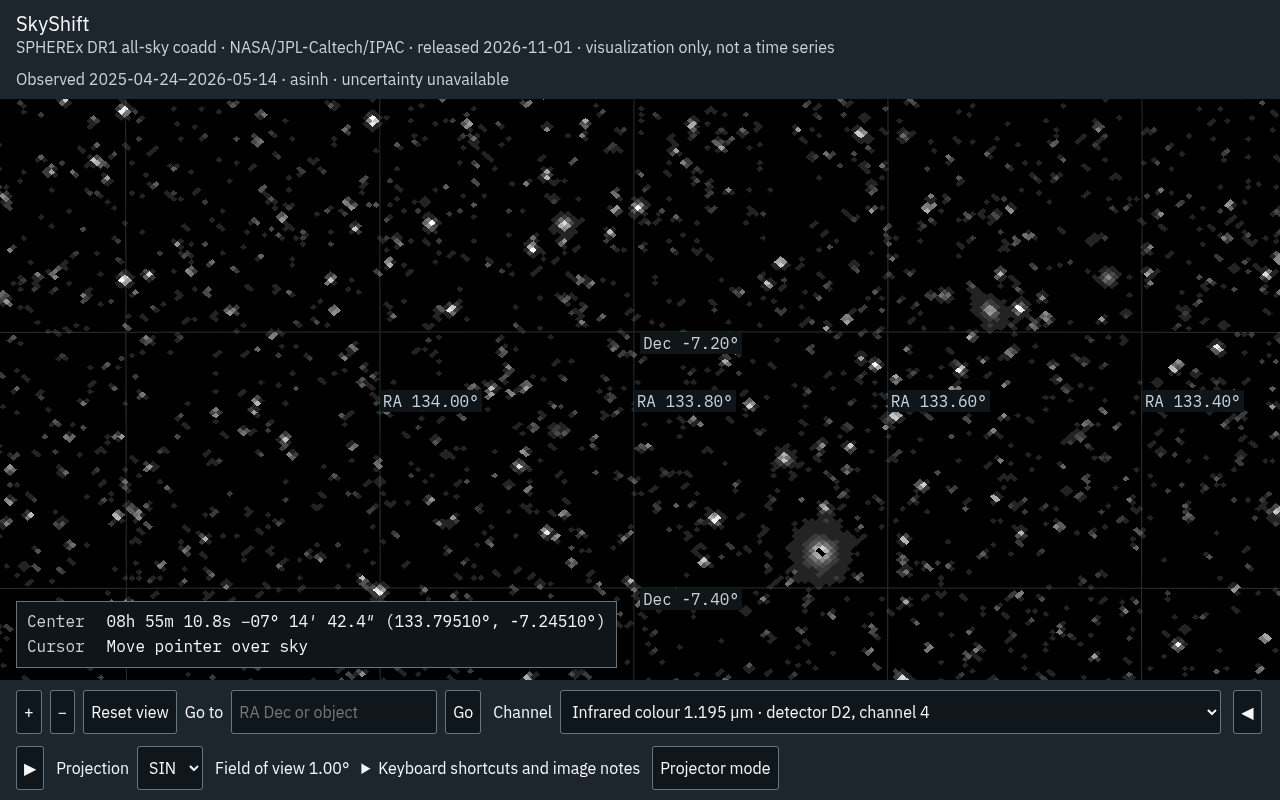 SkyShift
SPHEREx DR1 all-sky coadd · NASA/JPL-Caltech/IPAC · released 2026-11-01 · visualization only, not a time series
Observed 2025-04-24–2026-05-14 · asinh · uncertainty unavailable
Dec -7.20°
RA 134.00°
RA 133.80°
RA 133.60°
RA 133.40°
Dec -7.40°
Center 08h 55m 10.8s −07° 14′ 42.4″ (133.79510°, -7.24510°)
Cursor Move pointer over sky
+ − Reset view Go to RA Dec or object Go Channel Infrared colour 1.195 µm · detector D2, channel 4 ◀
▶ Projection SIN Field of view 1.00° ▶ Keyboard shortcuts and image notes Projector mode